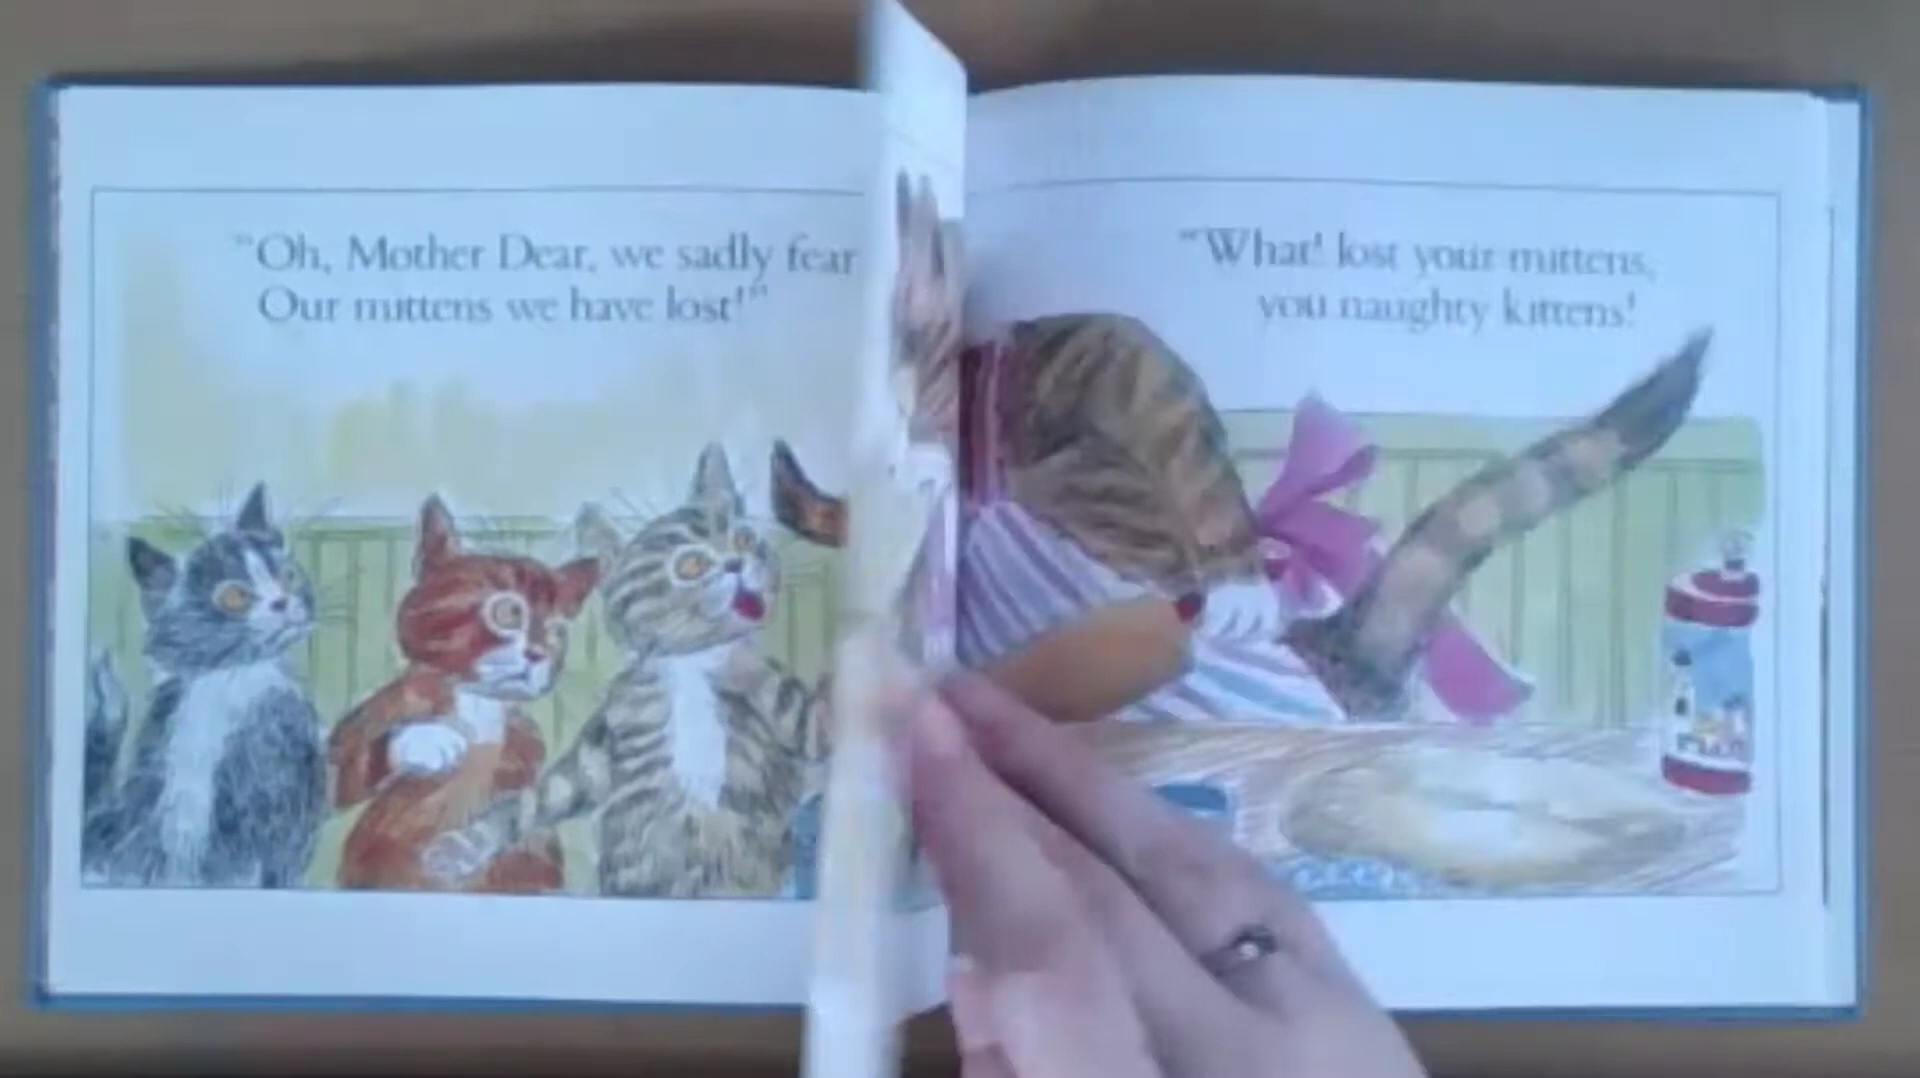 "Oh, Mother Dear, we sadly fear
Our mittens we have lost!"
"What! lost your mittens,
you naughty kittens!